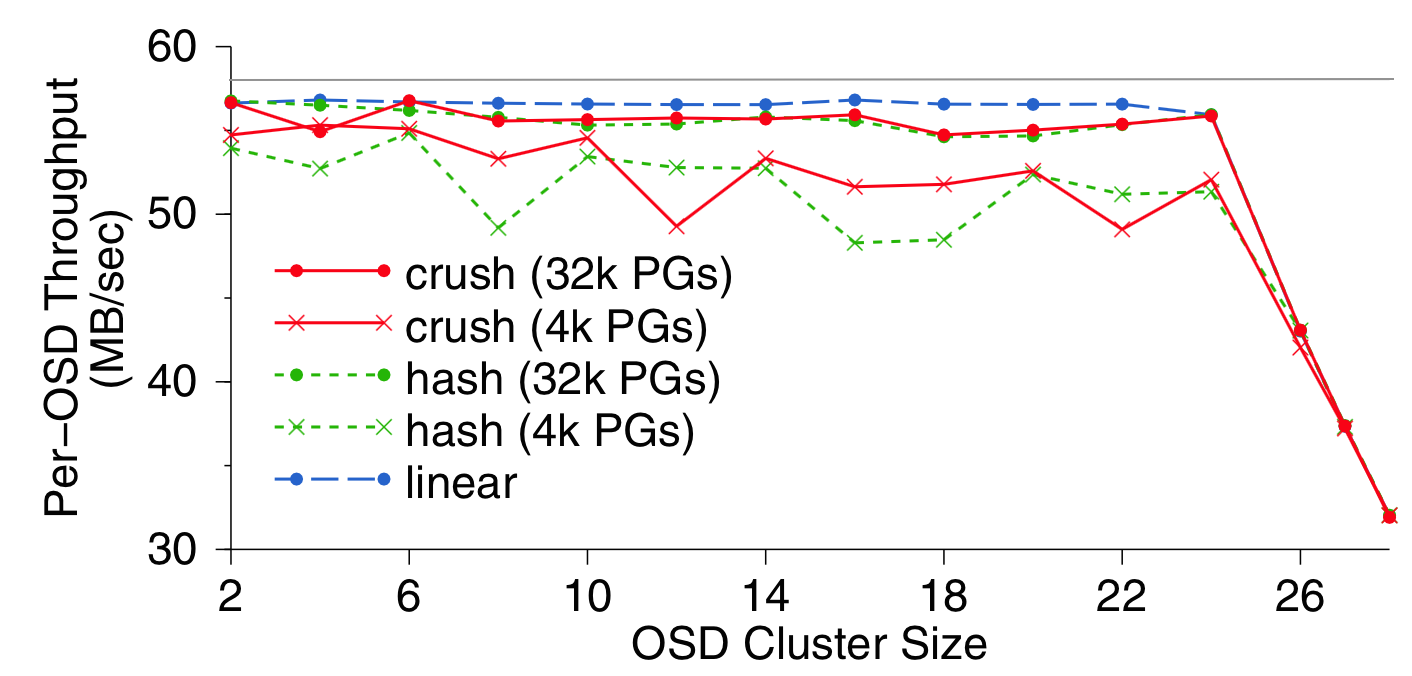 Per–OSD Throughput
(MB/sec)
60
50
40
30
crush (32k PGs)
crush (4k PGs)
hash (32k PGs)
hash (4k PGs)
linear
2 6 10 14 18 22 26
OSD Cluster Size